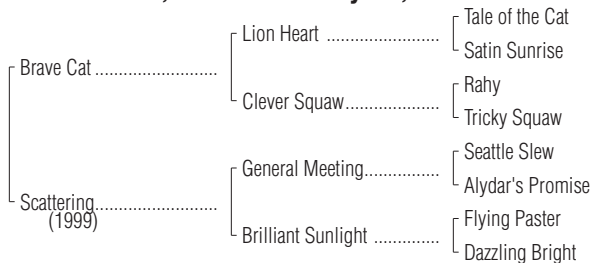 Tale of the Cat
Lion Heart ........................
Satin Sunrise
Brave Cat ..........................
Rahy
Clever Squaw....................
Tricky Squaw
Seattle Slew
General Meeting................
Alydar's Promise
Scattering..........................
(1999)
Flying Paster
Brilliant Sunlight ..............
Dazzling Bright